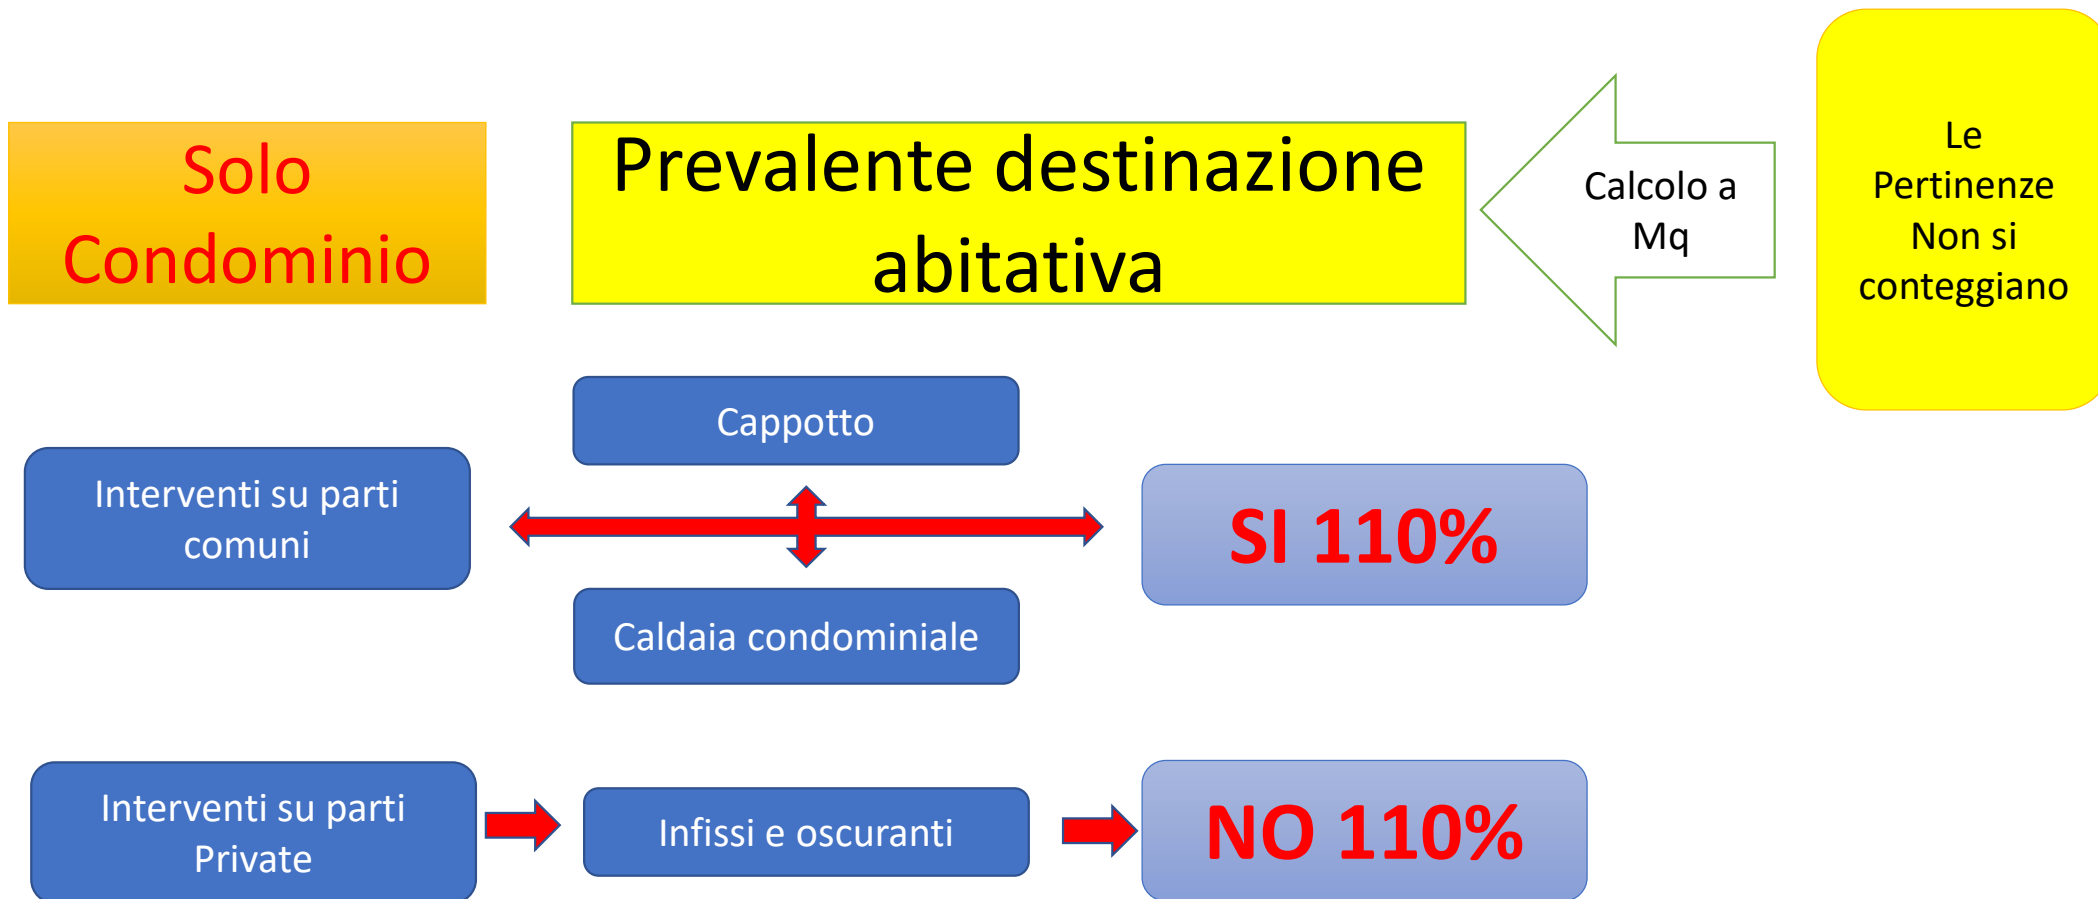 Solo
Condominio
Prevalente destinazione
abitativa
Calcolo a
Mq
Le
Pertinenze
Non si
conteggiano
Cappotto
Interventi su parti
comuni
SI 110%
Caldaia condominiale
Interventi su parti
Private
Infissi e oscuranti
NO 110%